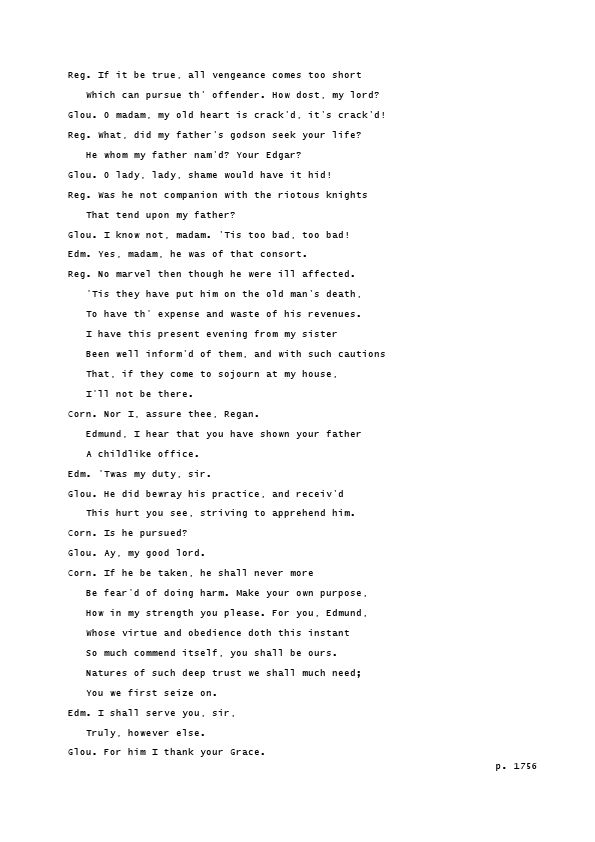 Reg. If it be true, all vengeance comes too short
Which can pursue th' offender. How dost, my lord?
Glou. O madam, my old heart is crack'd, it's crack'd!
Reg. What, did my father's godson seek your life?
He whom my father nam'd? Your Edgar?
Glou. O lady, lady, shame would have it hid!
Reg. Was he not companion with the riotous knights
That tend upon my father?
Glou. I know not, madam. 'Tis too bad, too bad!
Edm. Yes, madam, he was of that consort.
Reg. No marvel then though he were ill affected.
'Tis they have put him on the old man's death,
To have th' expense and waste of his revenues.
I have this present evening from my sister
Been well inform'd of them, and with such cautions
That, if they come to sojourn at my house,
I'll not be there.
Corn. Nor I, assure thee, Regan.
Edmund, I hear that you have shown your father
A childlike office.
Edm. 'Twas my duty, sir.
Glou. He did bewray his practice, and receiv'd
This hurt you see, striving to apprehend him.
Corn. Is he pursued?
Glou. Ay, my good lord.
Corn. If he be taken, he shall never more
Be fear'd of doing harm. Make your own purpose,
How in my strength you please. For you, Edmund,
Whose virtue and obedience doth this instant
So much commend itself, you shall be ours.
Natures of such deep trust we shall much need;
You we first seize on.
Edm. I shall serve you, sir,
Truly, however else.
Glou. For him I thank your Grace.
p. 1756